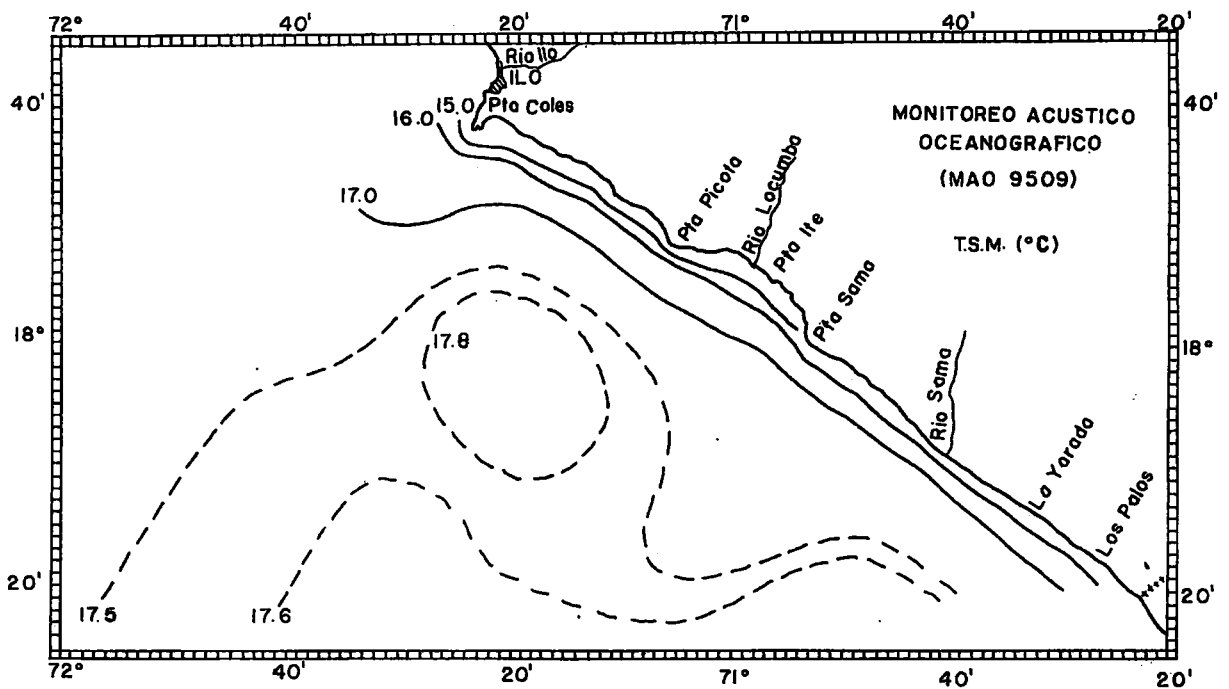 72° 40' 20' 71° 40' 20'
Rio Ilo
ILO
40' Pta Coles 40'
16.0 15.0
MONITOREO ACUSTICO
OCEANOGRAFICO
(MAO 9509)
17.0
Pta Picota
Rio Locumba
Pta Ite
T.S.M. (°C)
Pta Sama
18° 17.8 18°
Rio Sama
La Yarada
Los Palos
20' 20'
17.5 17.6
72° 40' 20' 71° 40' 20'